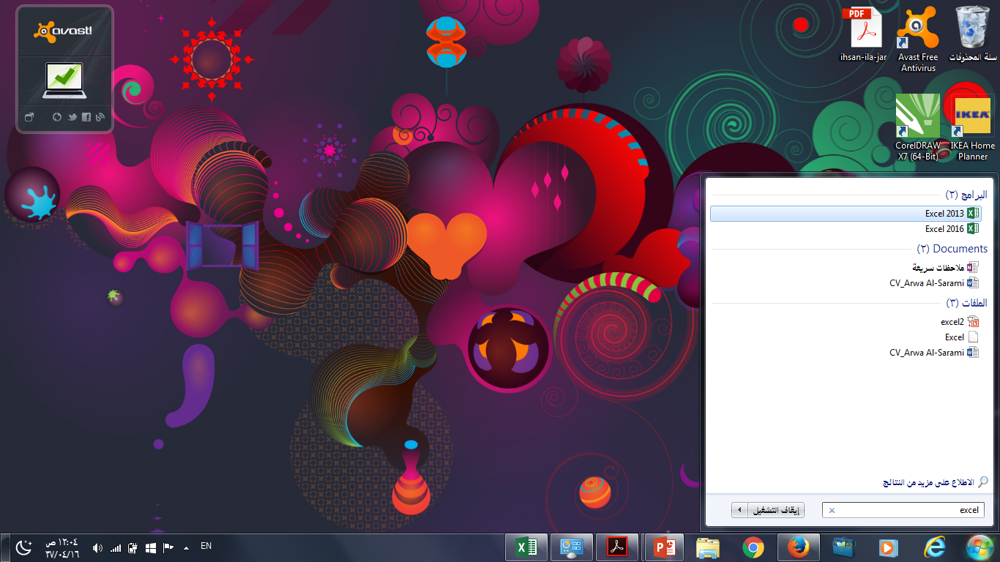 avast!
PDF
ihsan-ila-jar
Avast Free
Antivirus
سلة المحذوفات
CorelDRAW
X7 (64-Bit)
IKEA
IKEA Home
Planner
البرامج (٢)
Excel 2013
Excel 2016
Documents (٢)
ملاحظات سريعة
CV_Arwa Al-Sarami
الملفات (٣)
excel2
Excel
CV_Arwa Al-Sarami
الاطلاع على مزيد من النتائج
إيقاف التشغيل
excel
١٢:٠٤ ص
٣٧/٠٤/١٦
EN